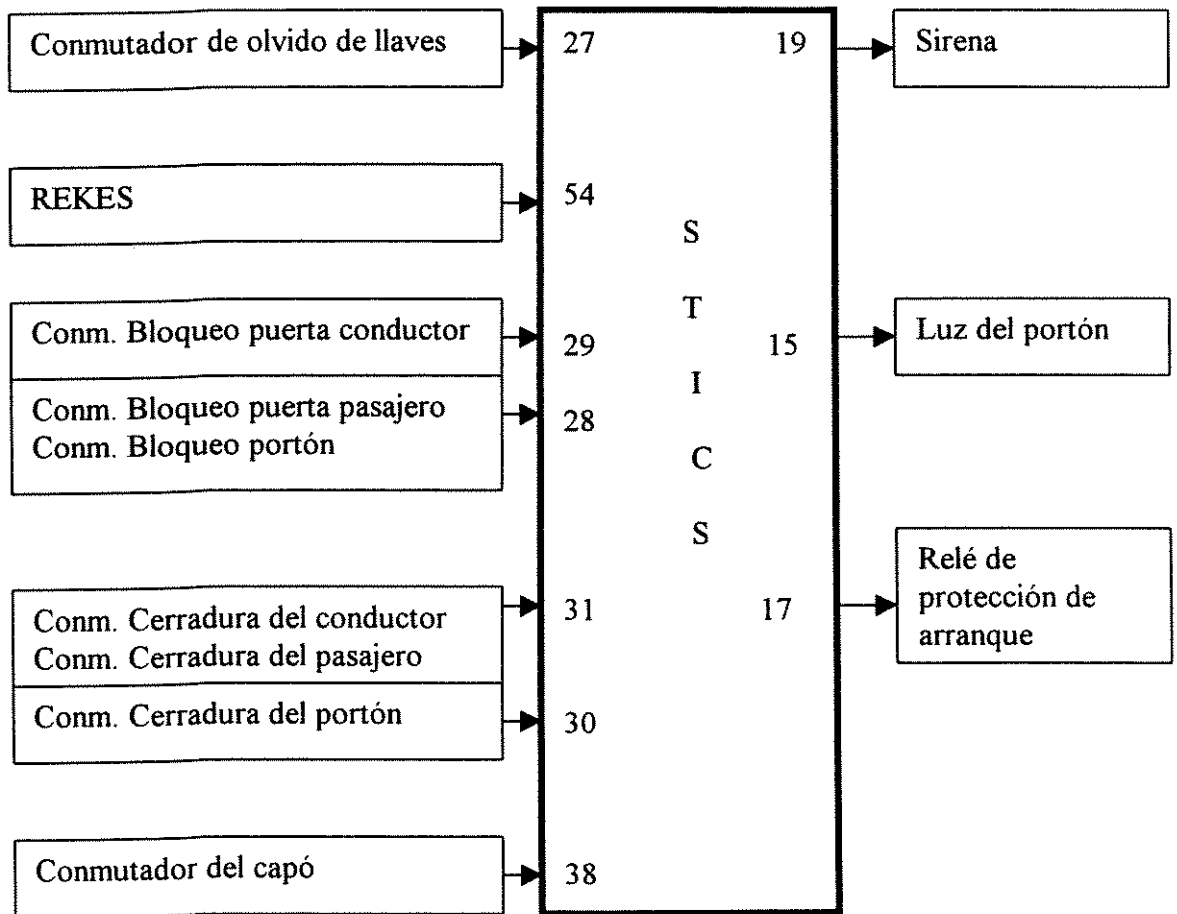 Conmutador de olvido de llaves
27
19
Sirena
REKES
54
S
T
I
C
S
Conm. Bloqueo puerta conductor
29
15
Luz del portón
Conm. Bloqueo puerta pasajero
Conm. Bloqueo portón
28
Conm. Cerradura del conductor
Conm. Cerradura del pasajero
31
17
Relé de
protección de
arranque
Conm. Cerradura del portón
30
Conmutador del capó
38